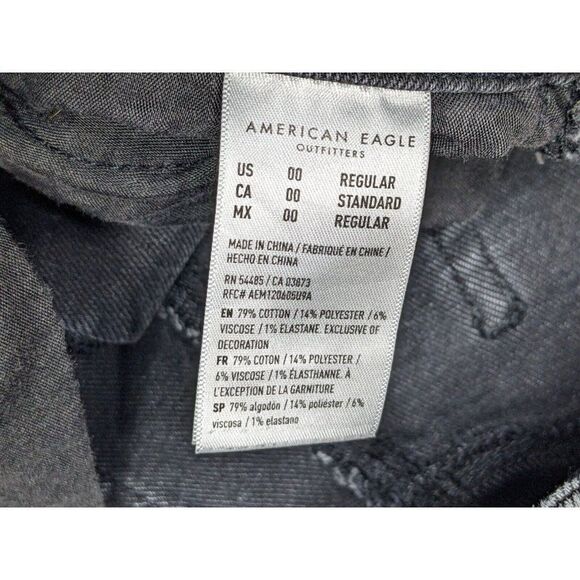 AMERICAN EAGLE
OUTFITTERS
US 00 REGULAR
CA 00 STANDARD
MX 00 REGULAR
MADE IN CHINA / FABRIQUÉ EN CHINE /
HECHO EN CHINA
RN 54485 / CA 03873
RFC# AEM120605U9A
EN 79% COTTON / 14% POLYESTER / 6%
VISCOSE / 1% ELASTANE. EXCLUSIVE OF
DECORATION
FR 79% COTON / 14% POLYESTER /
6% VISCOSE / 1% ÉLASTHANNE. À
L'EXCEPTION DE LA GARNITURE
SP 79% algodón / 14% poliéster / 6%
viscosa / 1% elastano